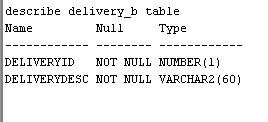 describe delivery_b table
Name         Null     Type
------------ -------- ------------
DELIVERYID   NOT NULL NUMBER(1)
DELIVERYDESC NOT NULL VARCHAR2(60)